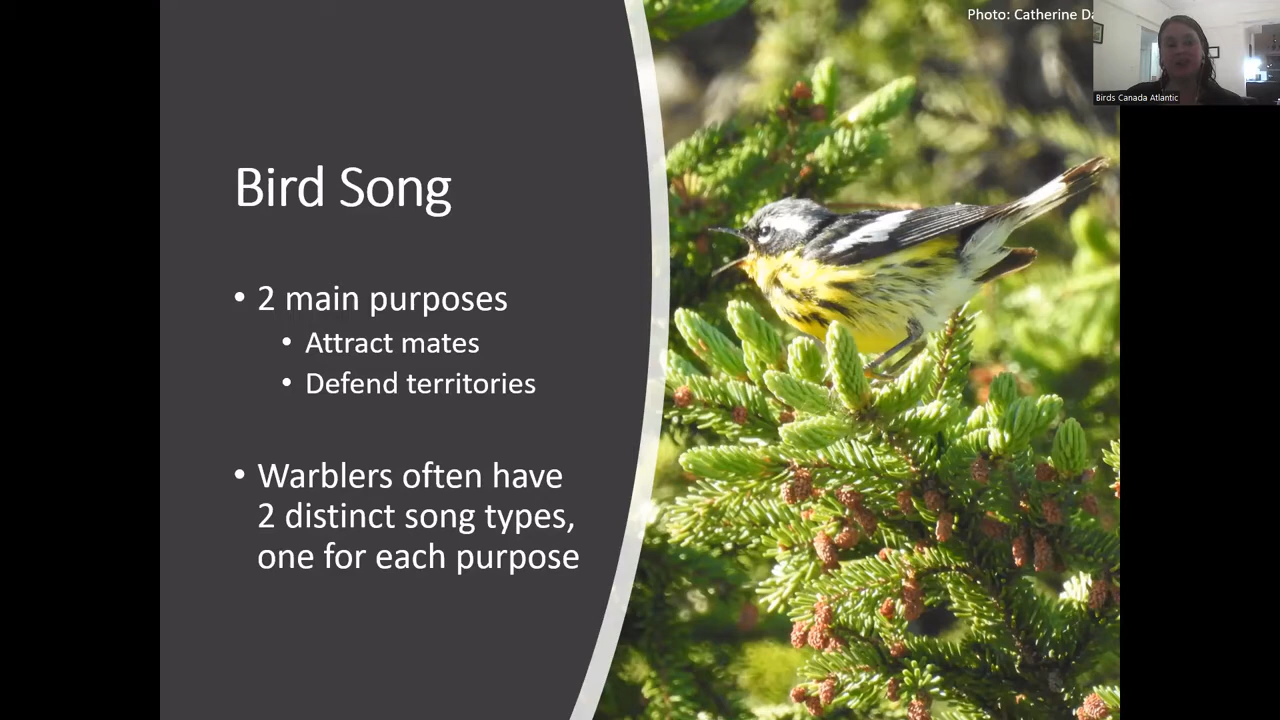 Photo: Catherine
Birds Canada Atlantic
Bird Song
• 2 main purposes
• Attract mates
• Defend territories
• Warblers often have
2 distinct song types,
one for each purpose